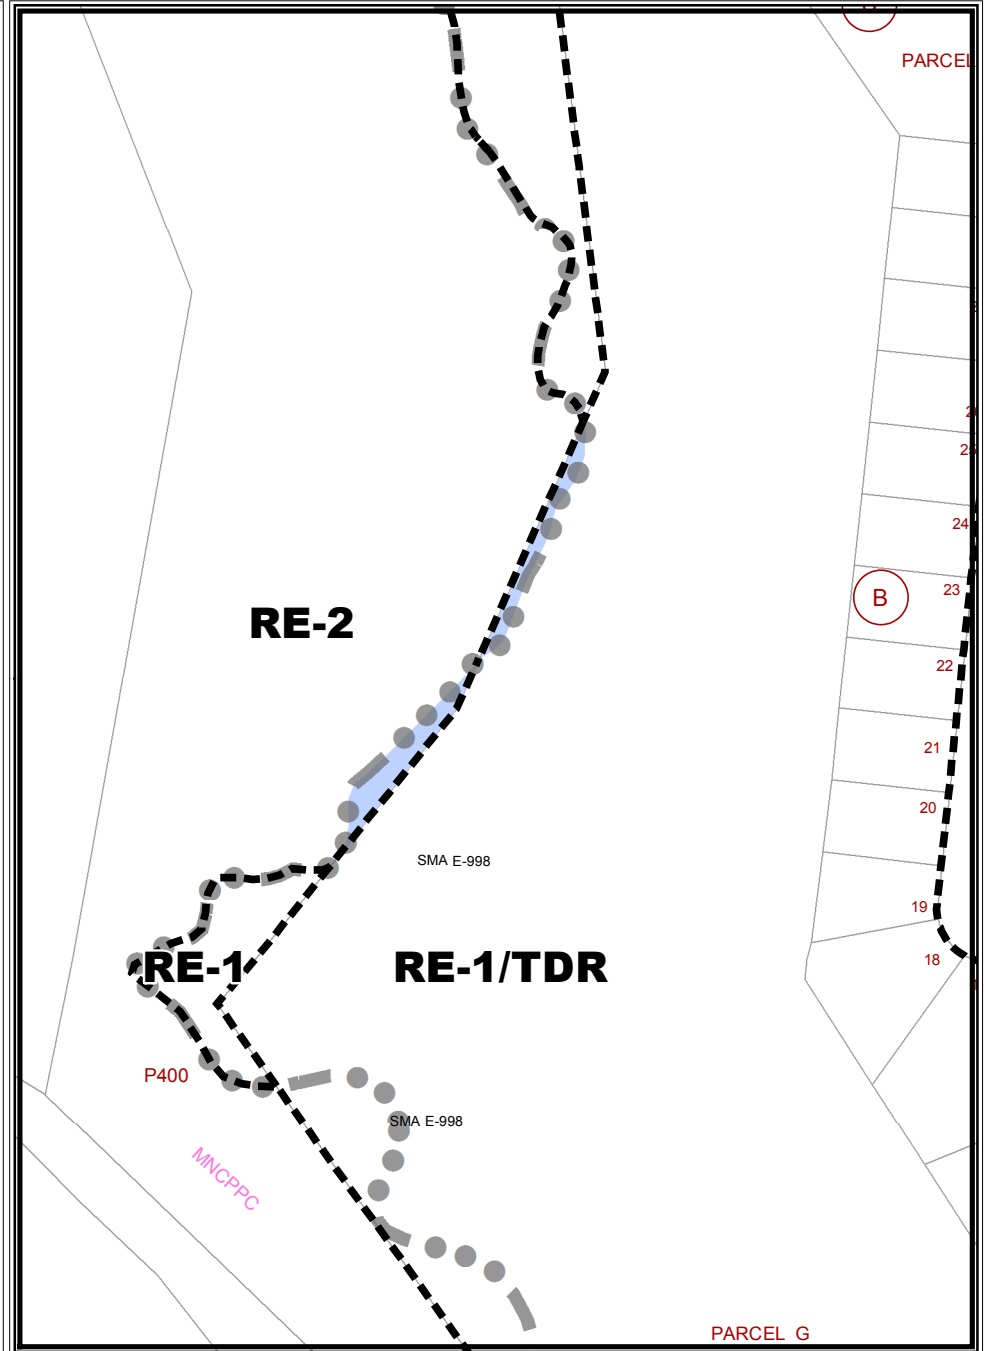 PARCEL
25
24
23
B
RE-2
22
21
20
SMA E-998
19
18
RE-1
RE-1/TDR
P400
SMA E-998
MNCPPC
PARCEL G